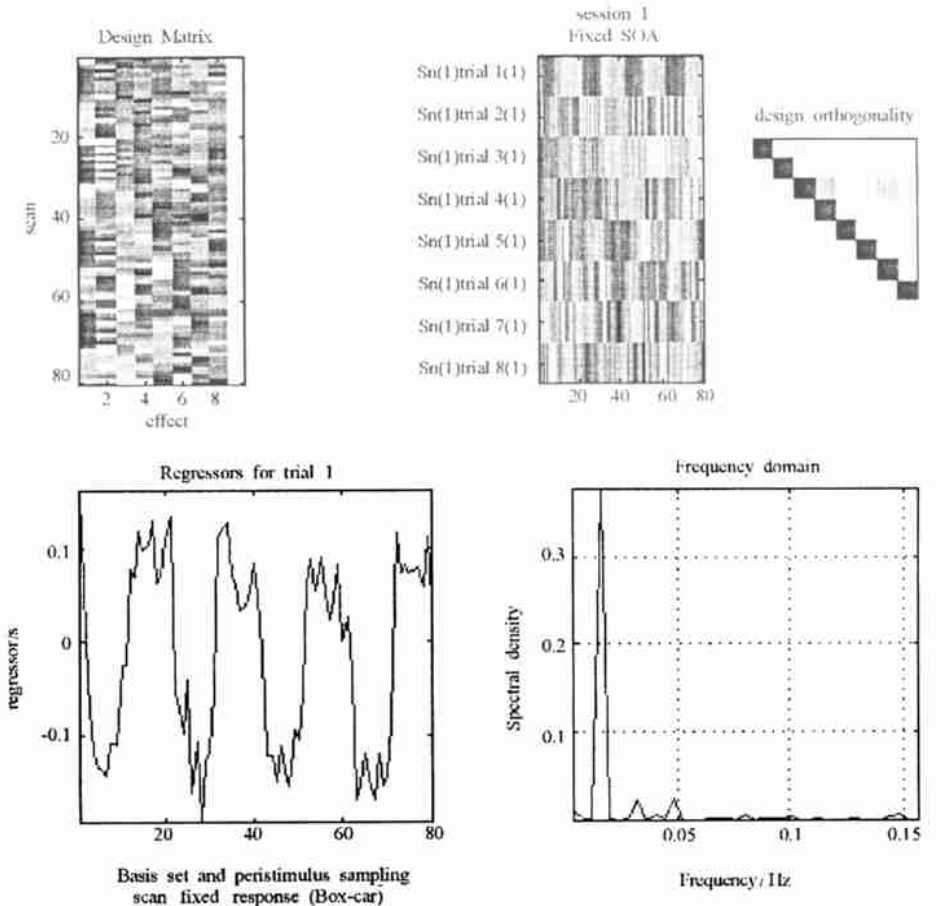 Design Matrix
20
40
60
80
scan
2 4 6 8
effect
session 1
Fixed SOA
Sn(1)trial 1(1)
Sn(1)trial 2(1)
Sn(1)trial 3(1)
Sn(1)trial 4(1)
Sn(1)trial 5(1)
Sn(1)trial 6(1)
Sn(1)trial 7(1)
Sn(1)trial 8(1)
20 40 60 80
design orthogonality
Regressors for trial 1
0.1
0
-0.1
regressor/s
20 40 60 80
Basis set and peristimulus sampling
scan fixed response (Box-car)
Frequency domain
0.3
0.2
0.1
Spectral density
0.05 0.1 0.15
Frequency/Hz